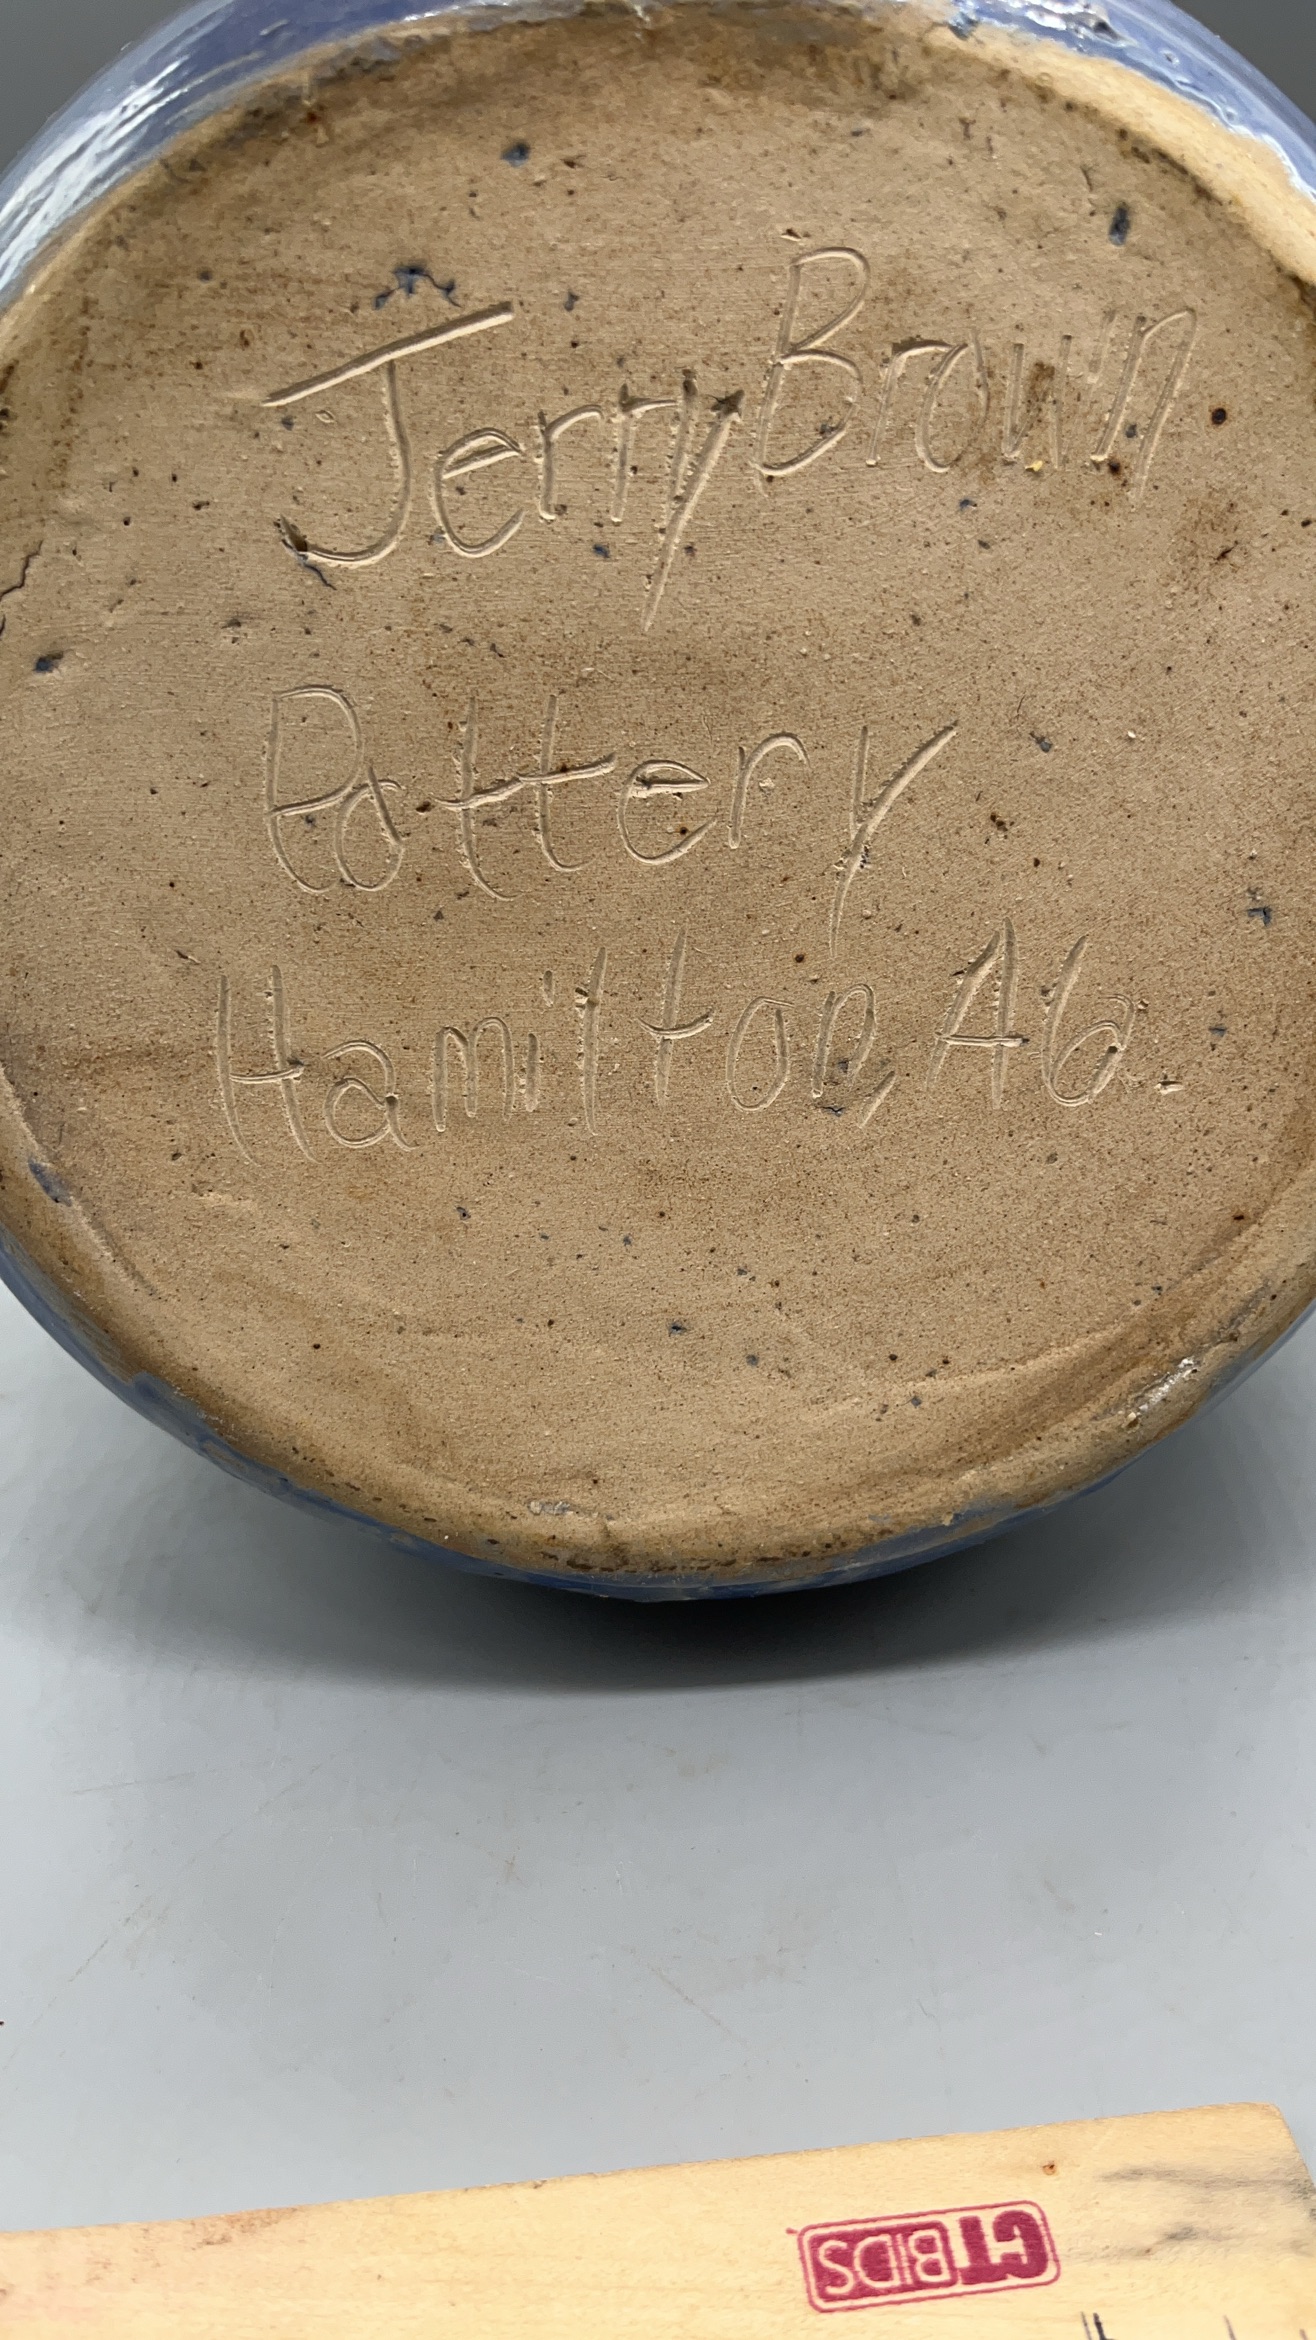 Jerry Brown
Pottery
Hamilton, Ala.
CTBIDS